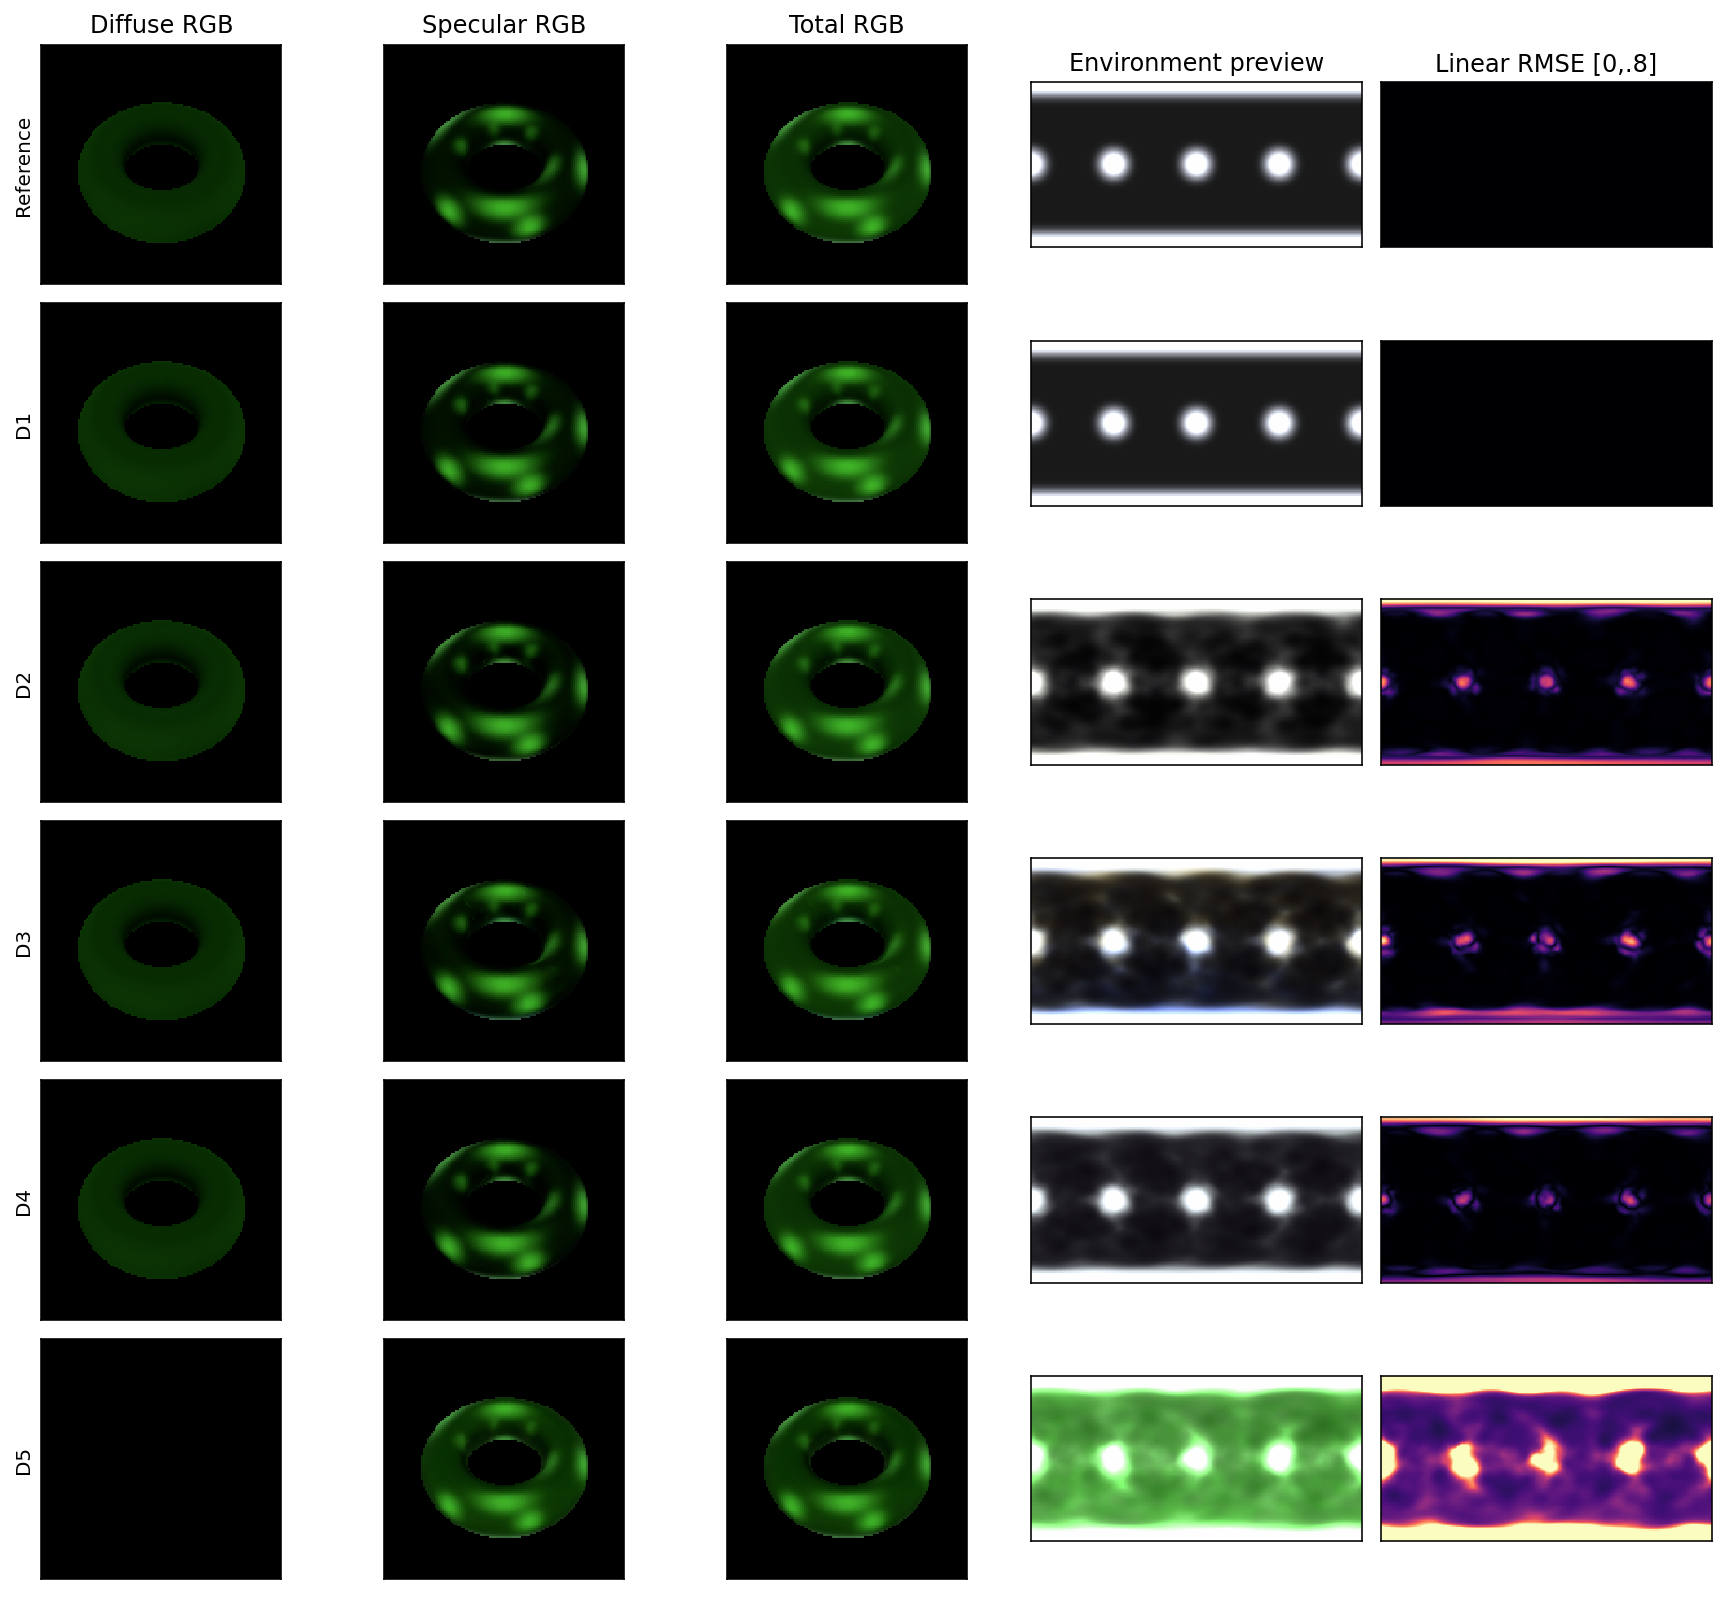 Diffuse RGB
Specular RGB
Total RGB
Environment preview
Linear RMSE [0,.8]
Reference
D1
D2
D3
D4
D5